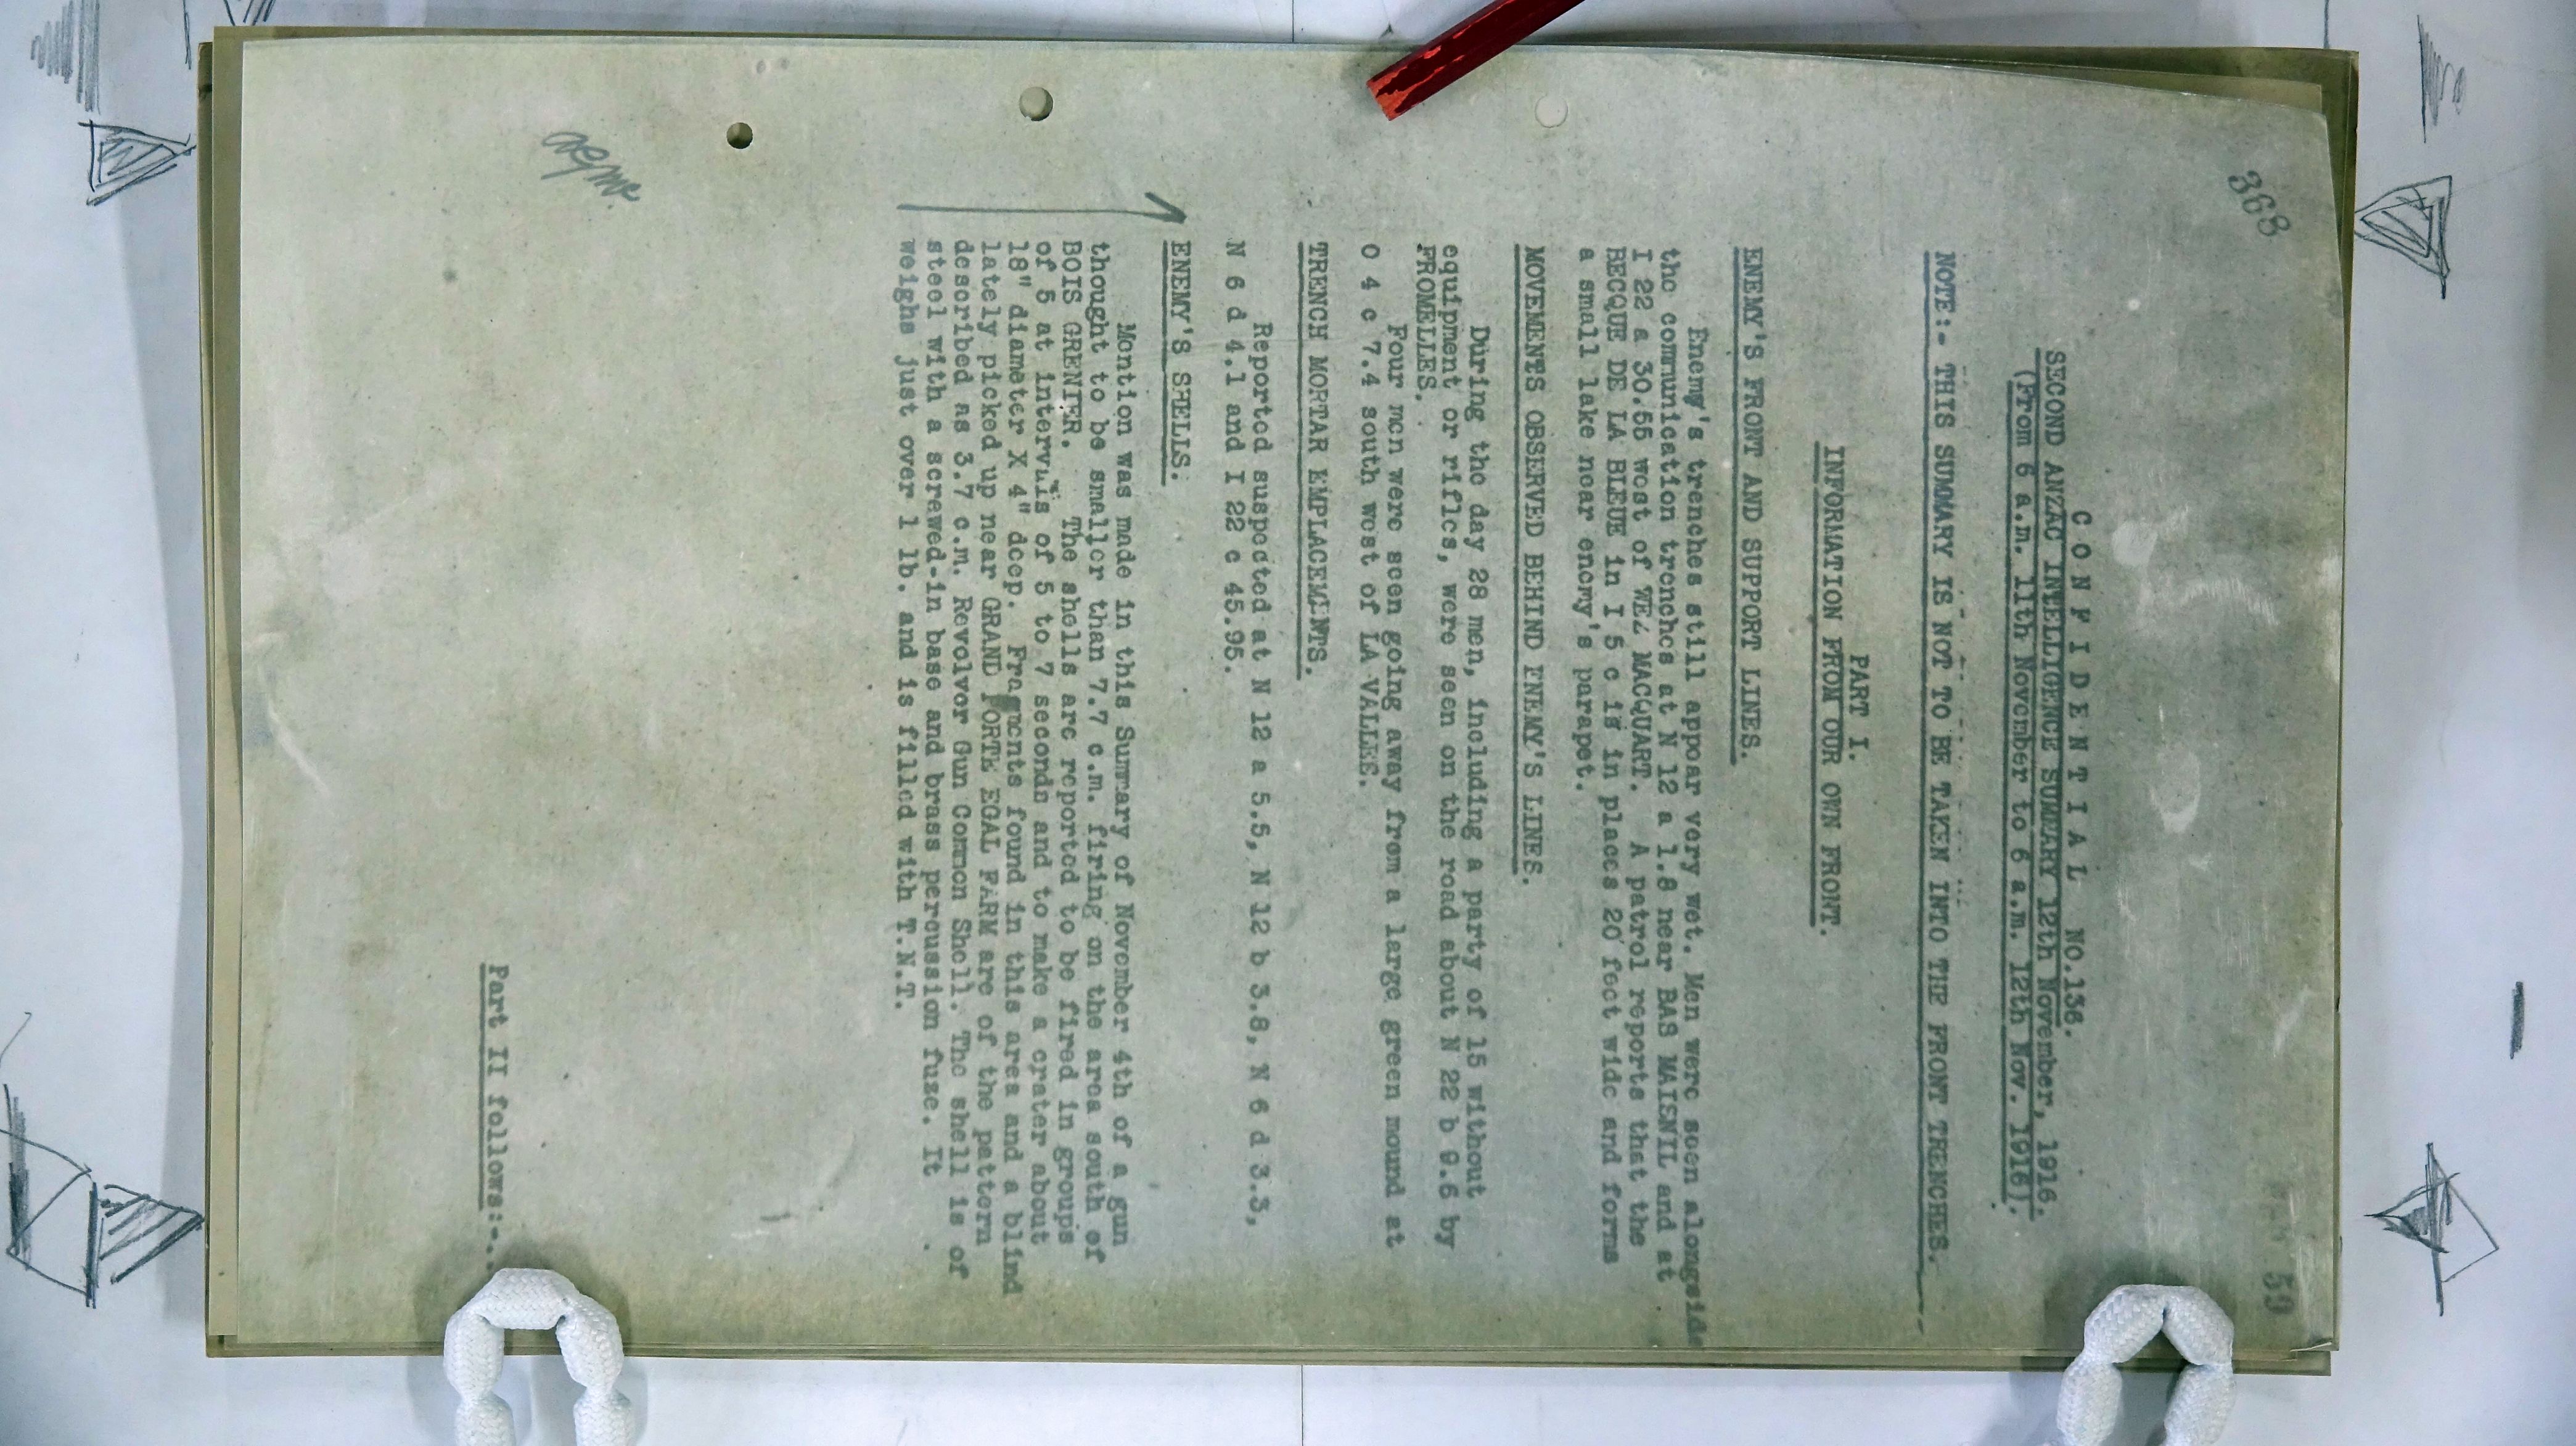 368
59
C O N F I D E N T I A L NO.136.
SECOND ANZAC INTELLIGENCE SUMMARY 12th November, 1916.
(From 6 a.m. 11th November to 6 a.m. 12th Nov. 1916).
NOTE:- THIS SUMMARY IS NOT TO BE TAKEN INTO THE FRONT TRENCHES.
PART I.
INFORMATION FROM OUR OWN FRONT.
ENEMY'S FRONT AND SUPPORT LINES.
Enemy's trenches still appear very wet. Men were seen alongside
the communication trenches at N 12 a 1.8 near BAS MAISNIL and at
I 22 a 30.55 west of WEZ MACQUART. A patrol reports that the
BECQUE DE LA BLEUE in I 5 c is in places 20 feet wide and forms
a small lake near enemy's parapet.
MOVEMENTS OBSERVED BEHIND ENEMY'S LINES.
During the day 28 men, including a party of 15 without
equipment or rifles, were seen on the road about N 22 b 9.6 by
FROMELLES.
Four men were seen going away from a large green mound at
O 4 c 7.4 south west of LA VALLEE.
TRENCH MORTAR EMPLACEMENTS.
Reported suspected at N 12 a 5.5, N 12 b 3.8, N 6 d 3.3,
N 6 d 4.1 and I 22 c 45.95.
ENEMY'S SHELLS.
Mention was made in this Summary of November 4th of a gun
thought to be smaller than 7.7 c.m. firing on the area south of
BOIS GRENIER. The shells are reported to be fired in groups
of 5 at intervals of 5 to 7 seconds and to make a crater about
18" diameter X 4" deep. Fragments found in this area and a blind
lately picked up near GRAND PORTE EGAL FARM are of the pattern
described as 3.7 c.m. Revolver Gun Common Shell. The shell is of
steel with a screwed-in base and brass percussion fuze. It
weighs just over 1 lb. and is filled with T.N.T.
Part II follows:-..